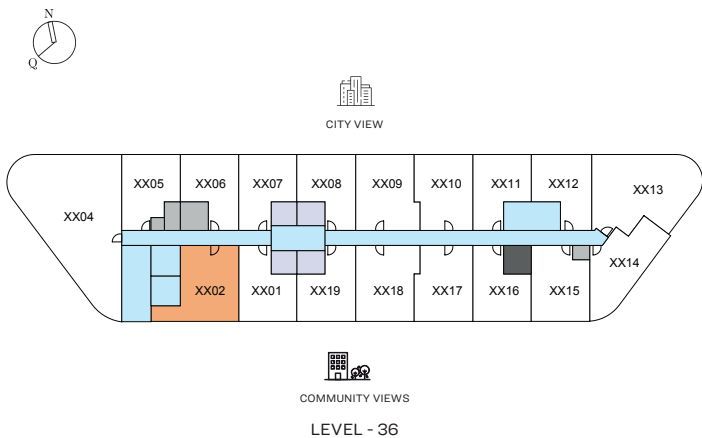 N
Q
CITY VIEW
XX05 XX06 XX07 XX08 XX09 XX10 XX11 XX12 XX13
XX04
XX14
XX02 XX01 XX19 XX18 XX17 XX16 XX15
COMMUNITY VIEWS
LEVEL - 36